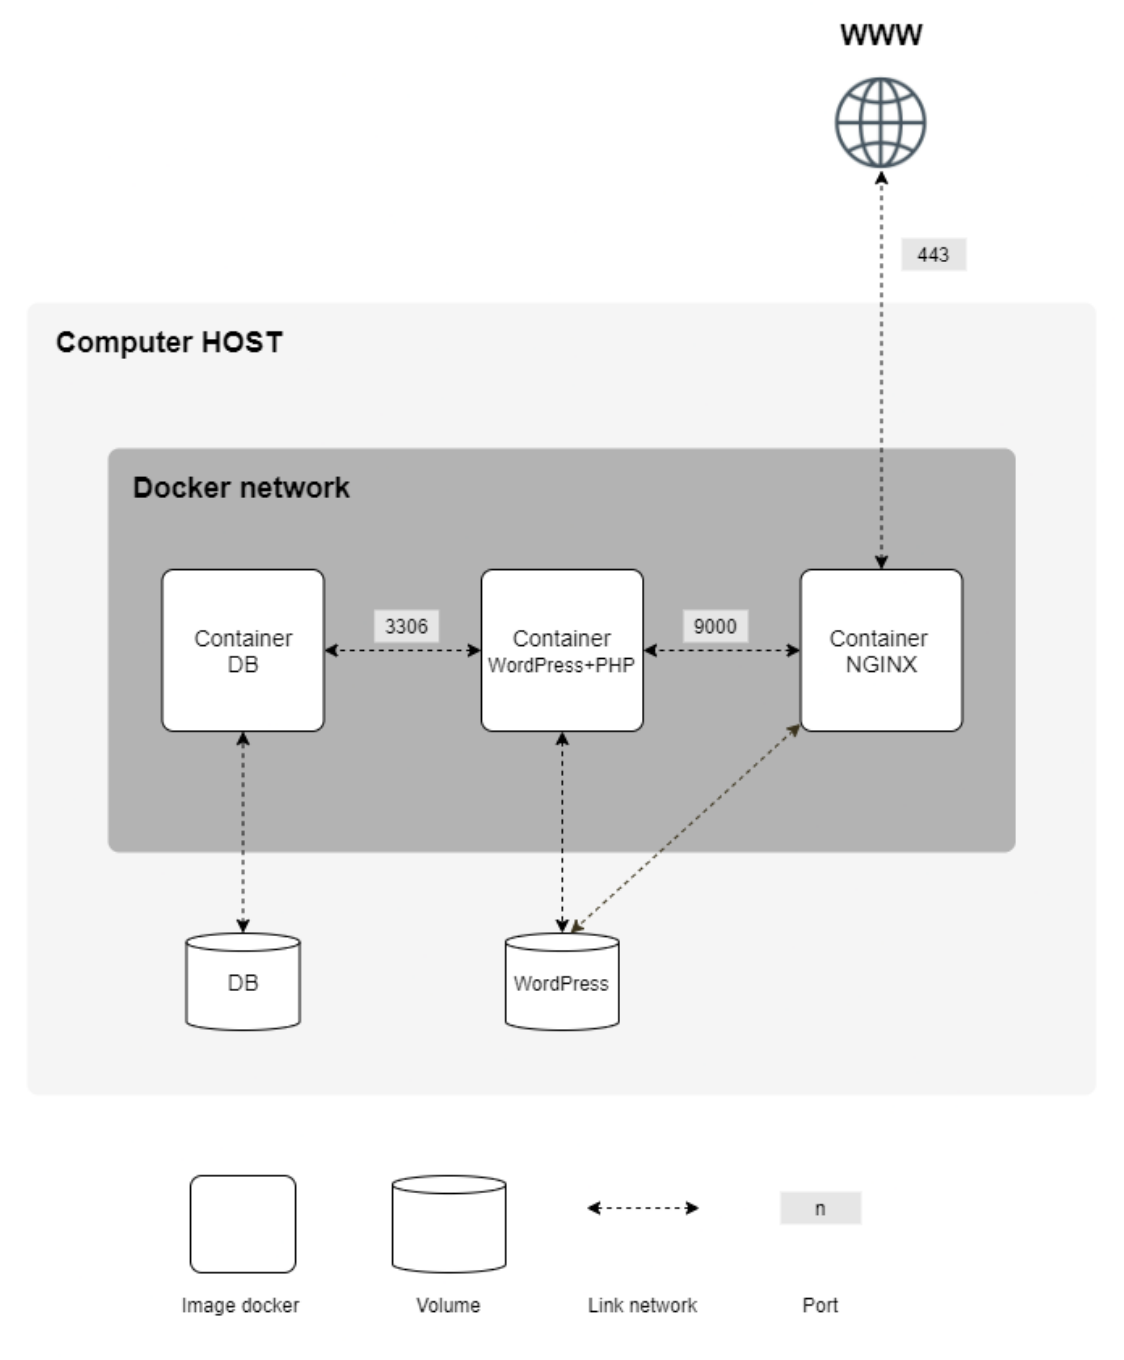 WWW
443
Computer HOST
Docker network
Container
DB
3306
Container
WordPress+PHP
9000
Container
NGINX
DB
WordPress
n
Image docker
Volume
Link network
Port